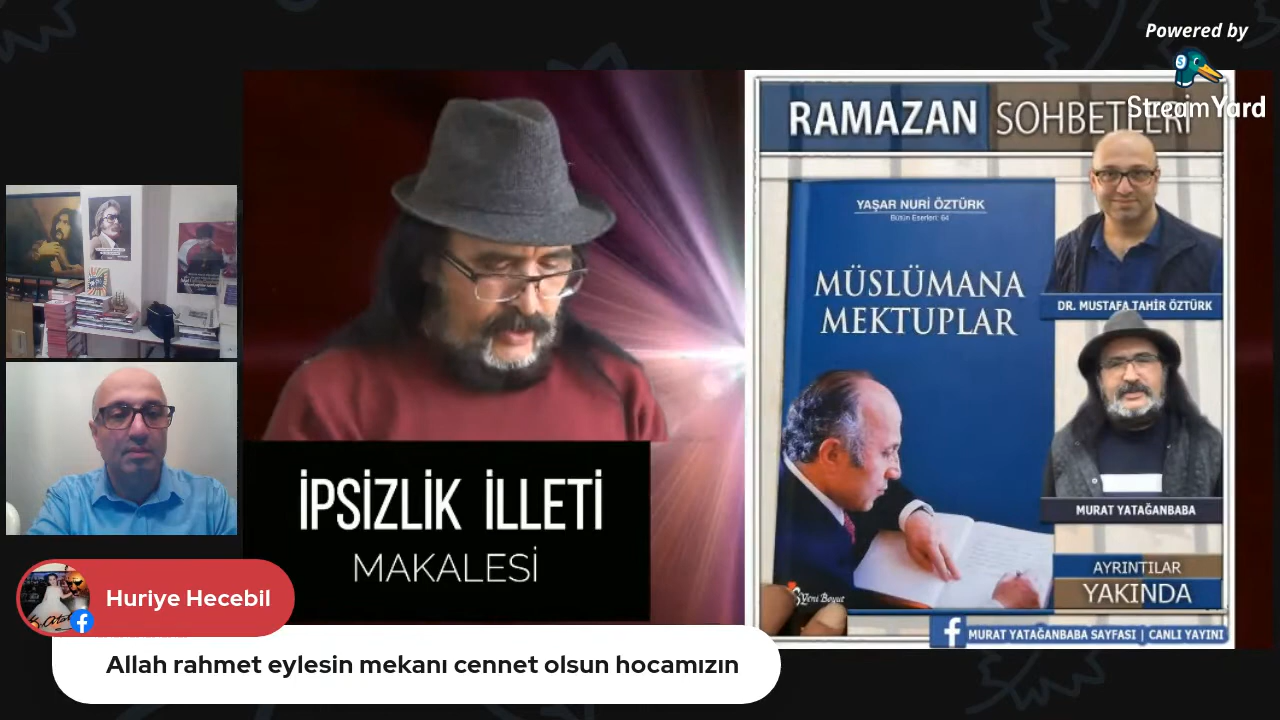 Powered by
StreamYard
RAMAZAN SOHBETLERİ
YAŞAR NURİ ÖZTÜRK
Bütün Eserleri: 64
MÜSLÜMANA
MEKTUPLAR
DR. MUSTAFA TAHİR ÖZTÜRK
MURAT YATAĞANBABA
AYRINTILAR
YAKINDA
Yeni Boyut
MURAT YATAĞANBABA SAYFASI | CANLI YAYINI
İPSİZLİK İLLETİ
MAKALESİ
Huriye Hecebil
Allah rahmet eylesin mekanı cennet olsun hocamızın